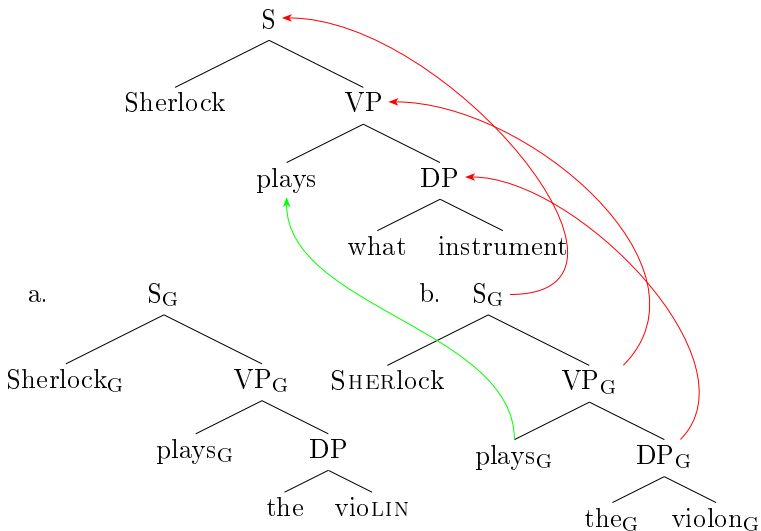 S
Sherlock VP
plays DP
what instrument
a. S_G b. S_G
Sherlock_G VP_G SHERlock VP_G
plays_G DP plays_G DP_G
the vioLIN the_G violon_G